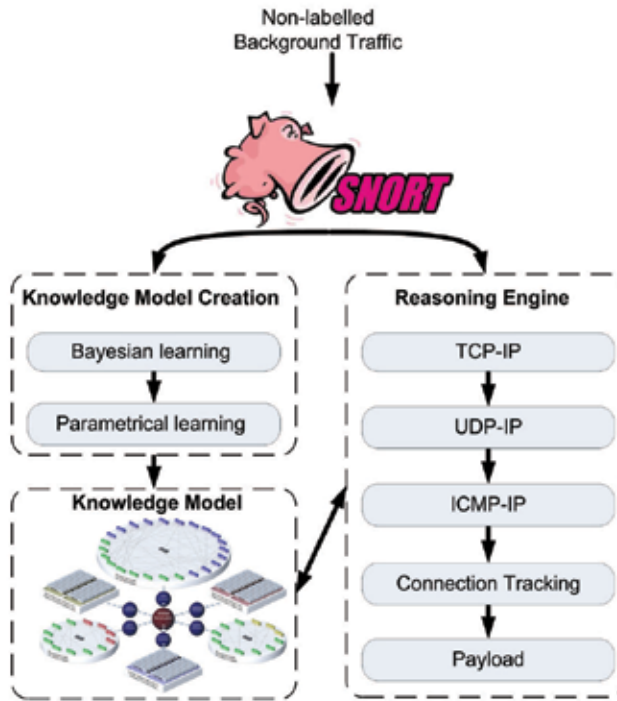 Non-labelled
Background Traffic
SNORT
Knowledge Model Creation
Bayesian learning
Parametrical learning
Knowledge Model
Reasoning Engine
TCP-IP
UDP-IP
ICMP-IP
Connection Tracking
Payload